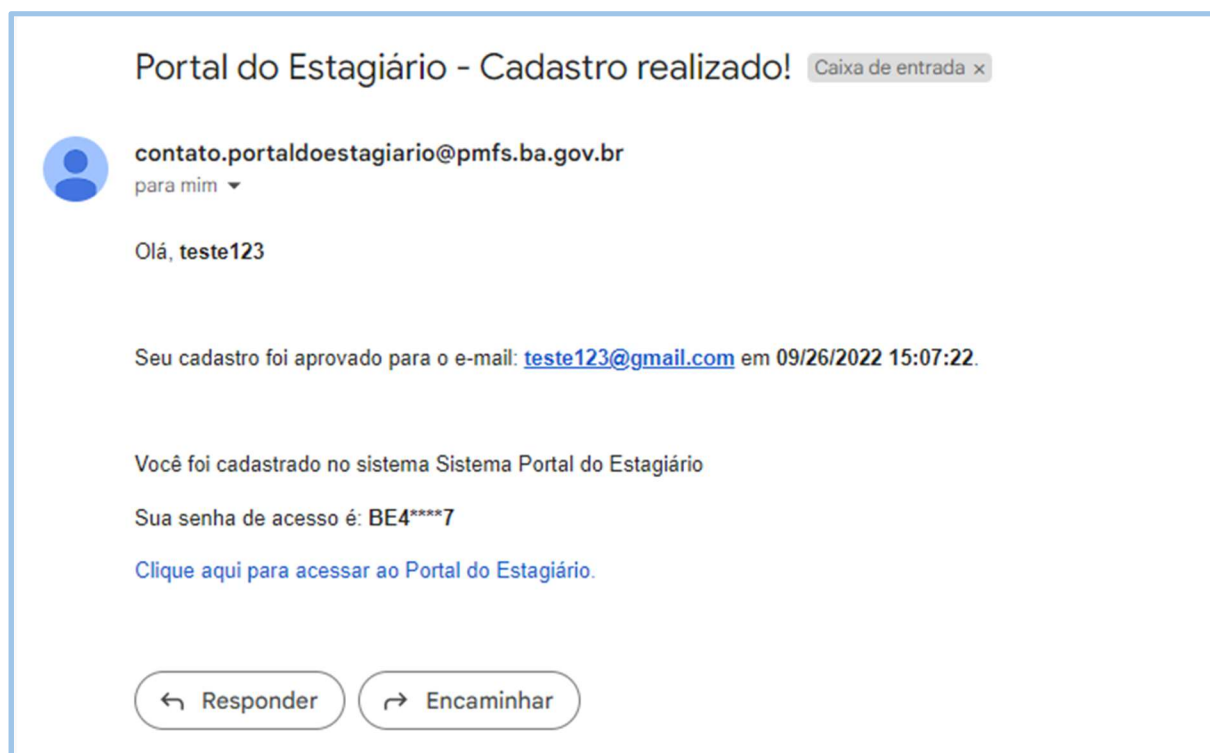 Portal do Estagiário - Cadastro realizado! Caixa de entrada ×
contato.portaldoestagiario@pmfs.ba.gov.br
para mim
Olá, teste123
Seu cadastro foi aprovado para o e-mail: teste123@gmail.com em 09/26/2022 15:07:22.
Você foi cadastrado no sistema Sistema Portal do Estagiário
Sua senha de acesso é: BE4****7
Clique aqui para acessar ao Portal do Estagiário.
Responder Encaminhar